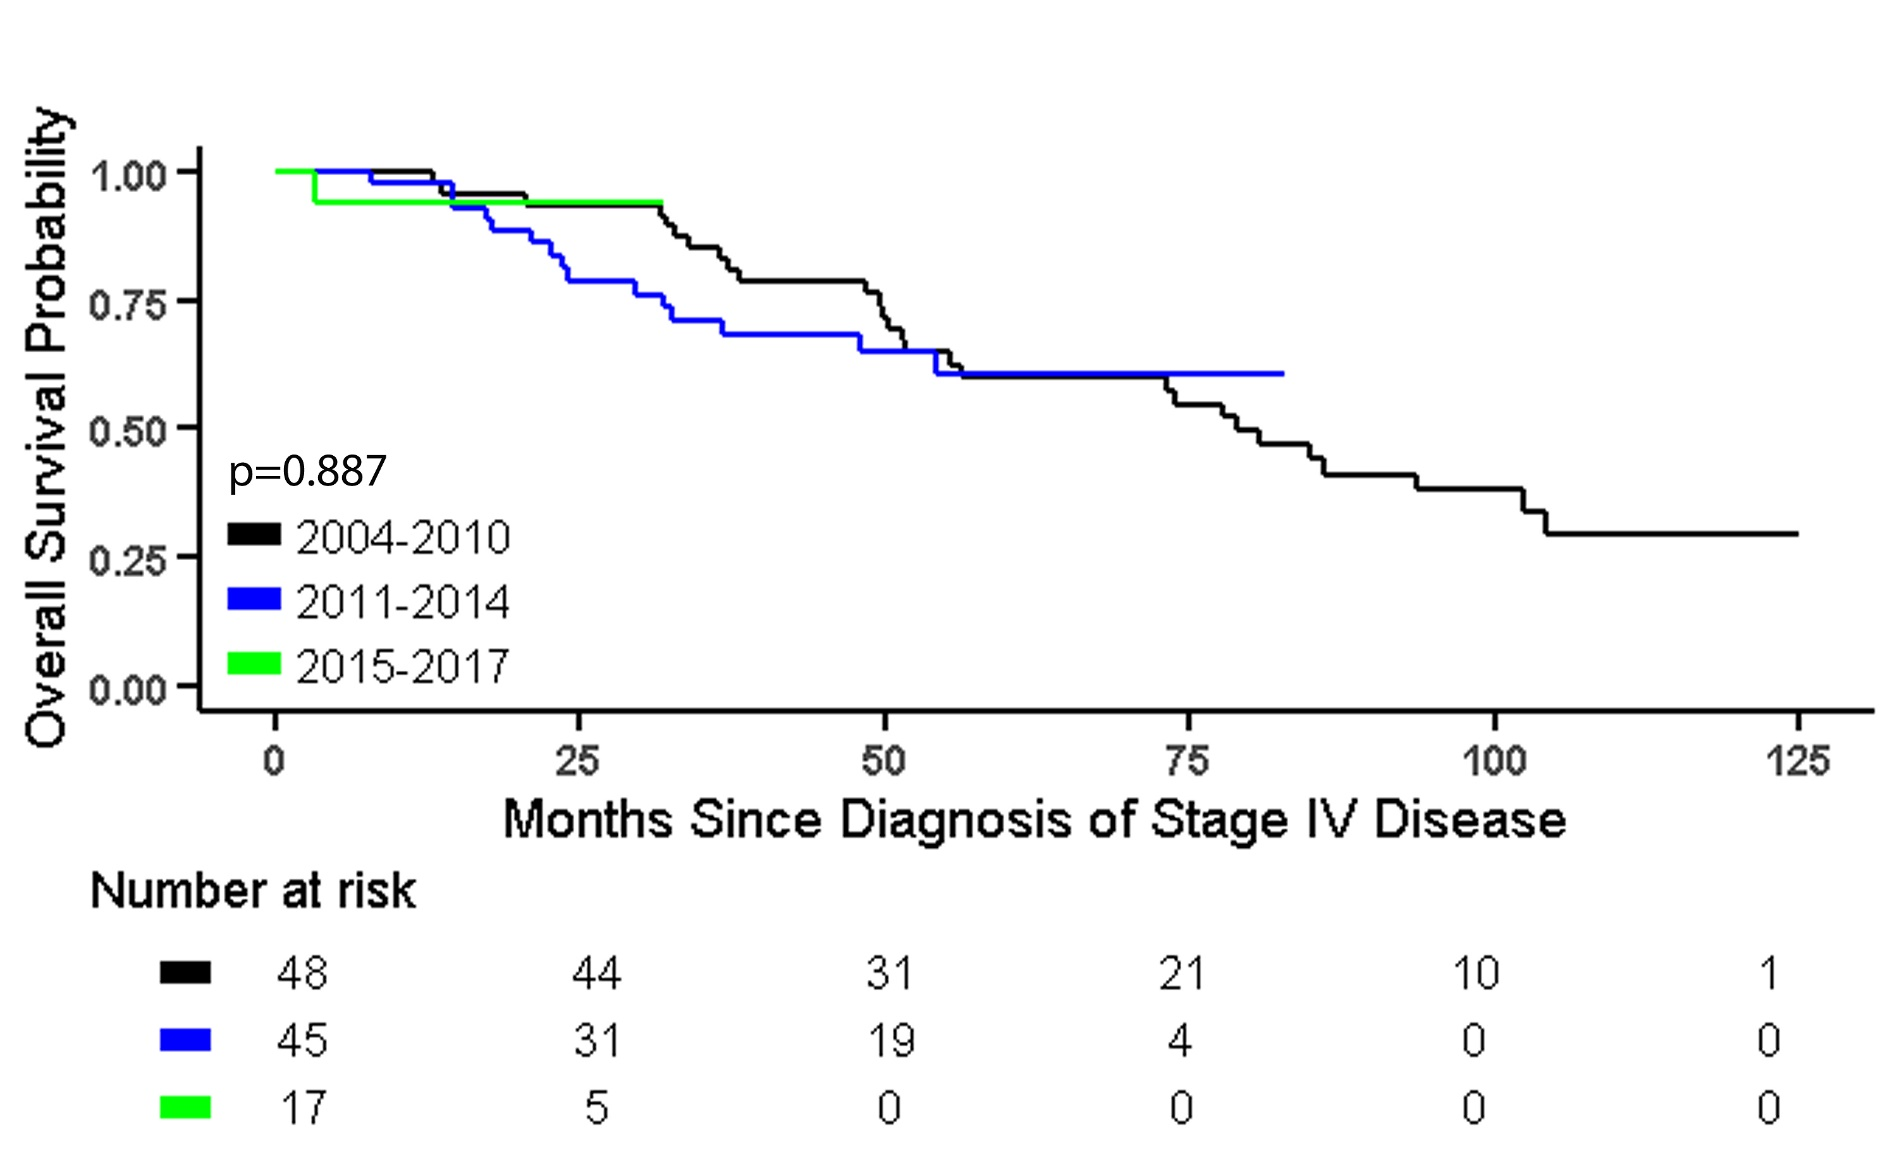 Overall Survival Probability
1.00
0.75
0.50
0.25
0.00
p=0.887
2004-2010
2011-2014
2015-2017
0 25 50 75 100 125
Months Since Diagnosis of Stage IV Disease
Number at risk
48 44 31 21 10 1
45 31 19 4 0 0
17 5 0 0 0 0